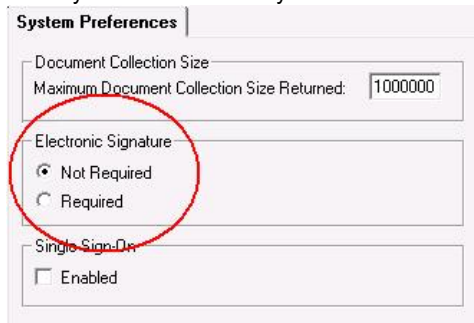 System Preferences
Document Collection Size
Maximum Document Collection Size Returned: 1000000
Electronic Signature
Not Required
Required
Single Sign-On
Enabled